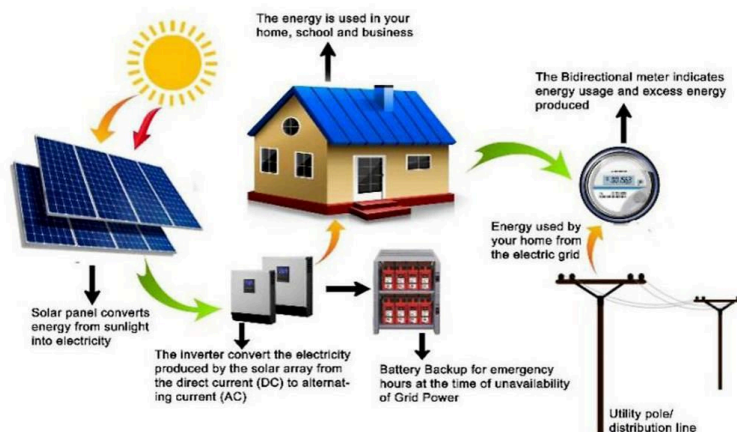 The energy is used in your
home, school and business
The Bidirectional meter indicates
energy usage and excess energy
produced
Energy used by
your home from
the electric grid
Solar panel converts
energy from sunlight
into electricity
The inverter convert the electricity
produced by the solar array from
the direct current (DC) to alternat-
ing current (AC)
Battery Backup for emergency
hours at the time of unavailability
of Grid Power
Utility pole/
distribution line